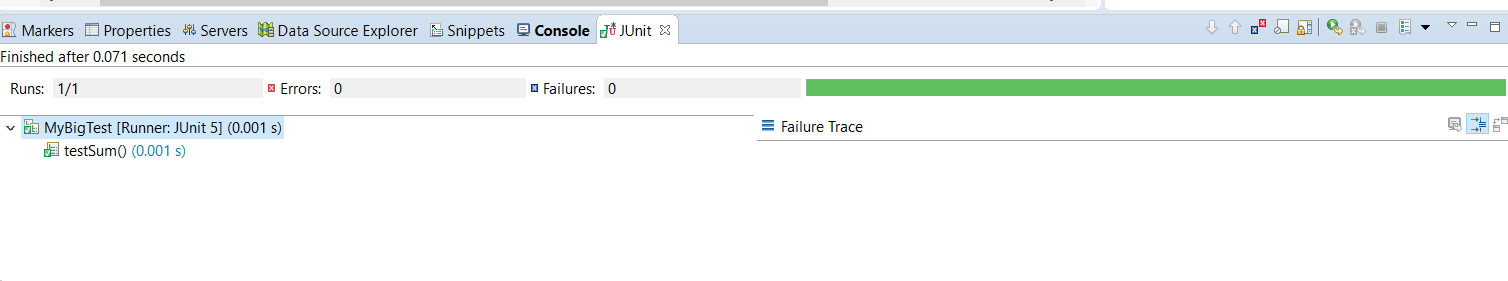 Markers Properties Servers Data Source Explorer Snippets Console JUnit
Finished after 0.071 seconds
Runs: 1/1 Errors: 0 Failures: 0
MyBigTest [Runner: JUnit 5] (0.001 s) Failure Trace
testSum() (0.001 s)